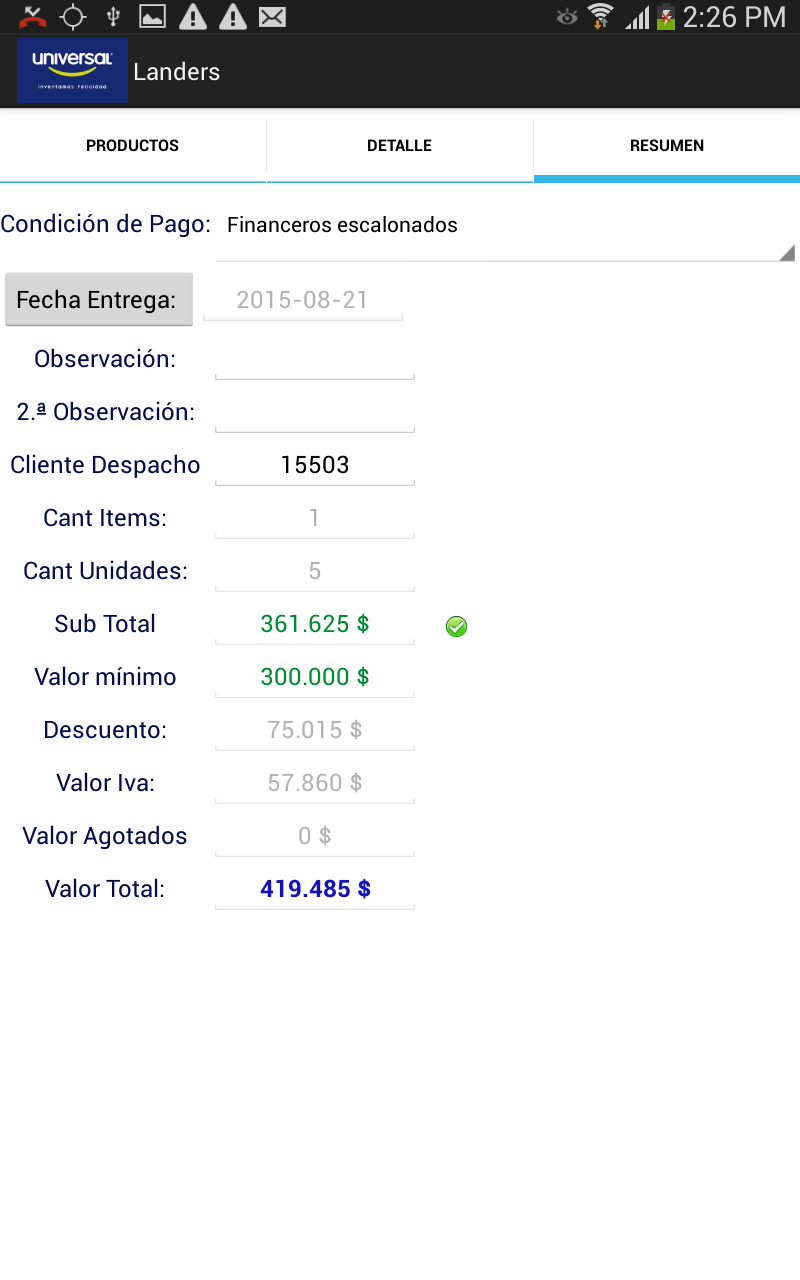 2:26 PM
universal
inventamos felicidad
Landers
PRODUCTOS
DETALLE
RESUMEN
Condición de Pago: Financeros escalonados
Fecha Entrega: 2015-08-21
Observación:
2.ª Observación:
Cliente Despacho 15503
Cant Items: 1
Cant Unidades: 5
Sub Total 361.625 $
Valor mínimo 300.000 $
Descuento: 75.015 $
Valor Iva: 57.860 $
Valor Agotados 0 $
Valor Total: 419.485 $